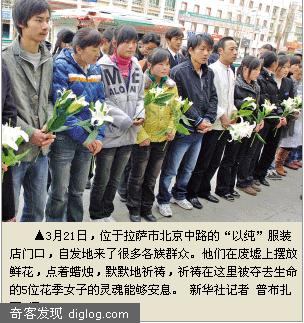 ▲3月21日，位于拉萨市北京中路的“以纯”服装
店门口，自发地来了很多各族群众。他们在废墟上摆放
鲜花，点着蜡烛，默默地祈祷，祈祷在这里被夺去生命
的5位花季女子的灵魂能够安息。 新华社记者 普布扎
奇客发现 diglog.com